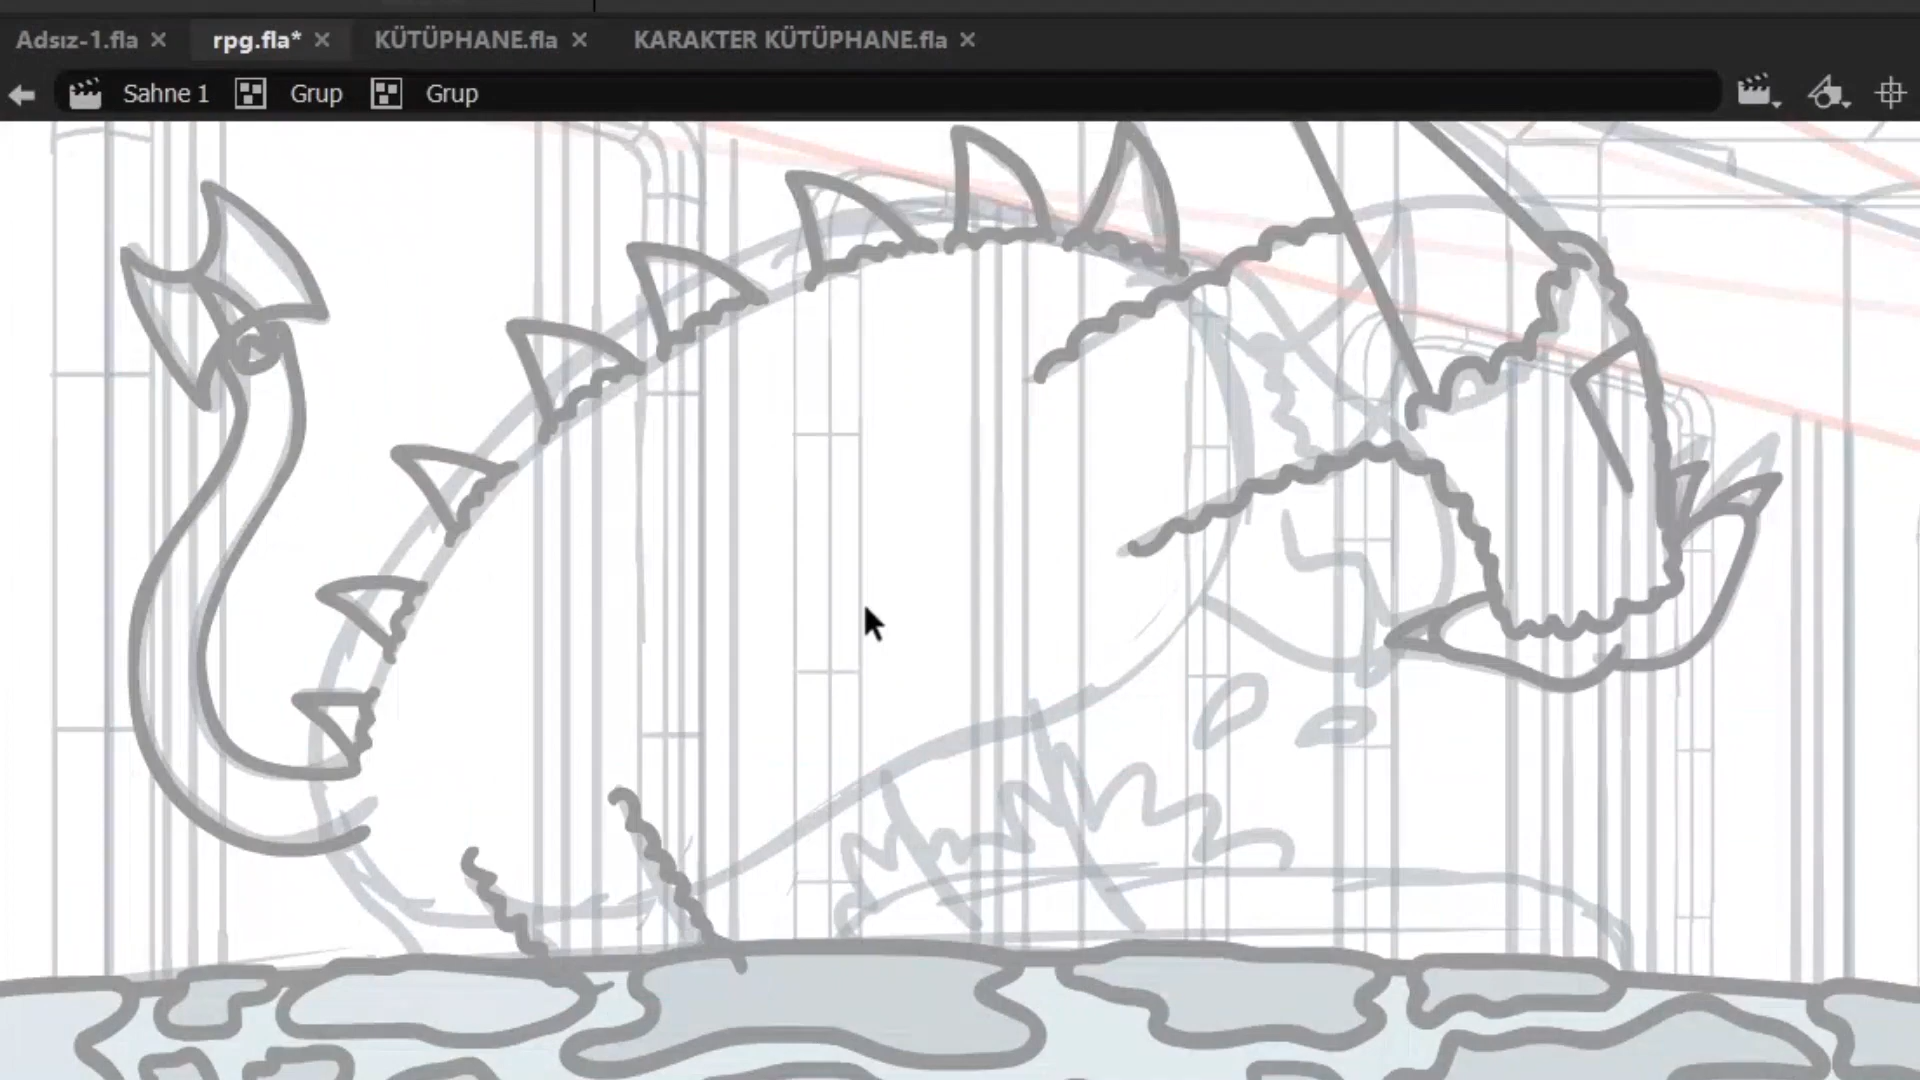 Adsız-1.fla × rpg.fla* × KÜTÜPHANE.fla × KARAKTER KÜTÜPHANE.fla ×
Sahne 1 Grup Grup